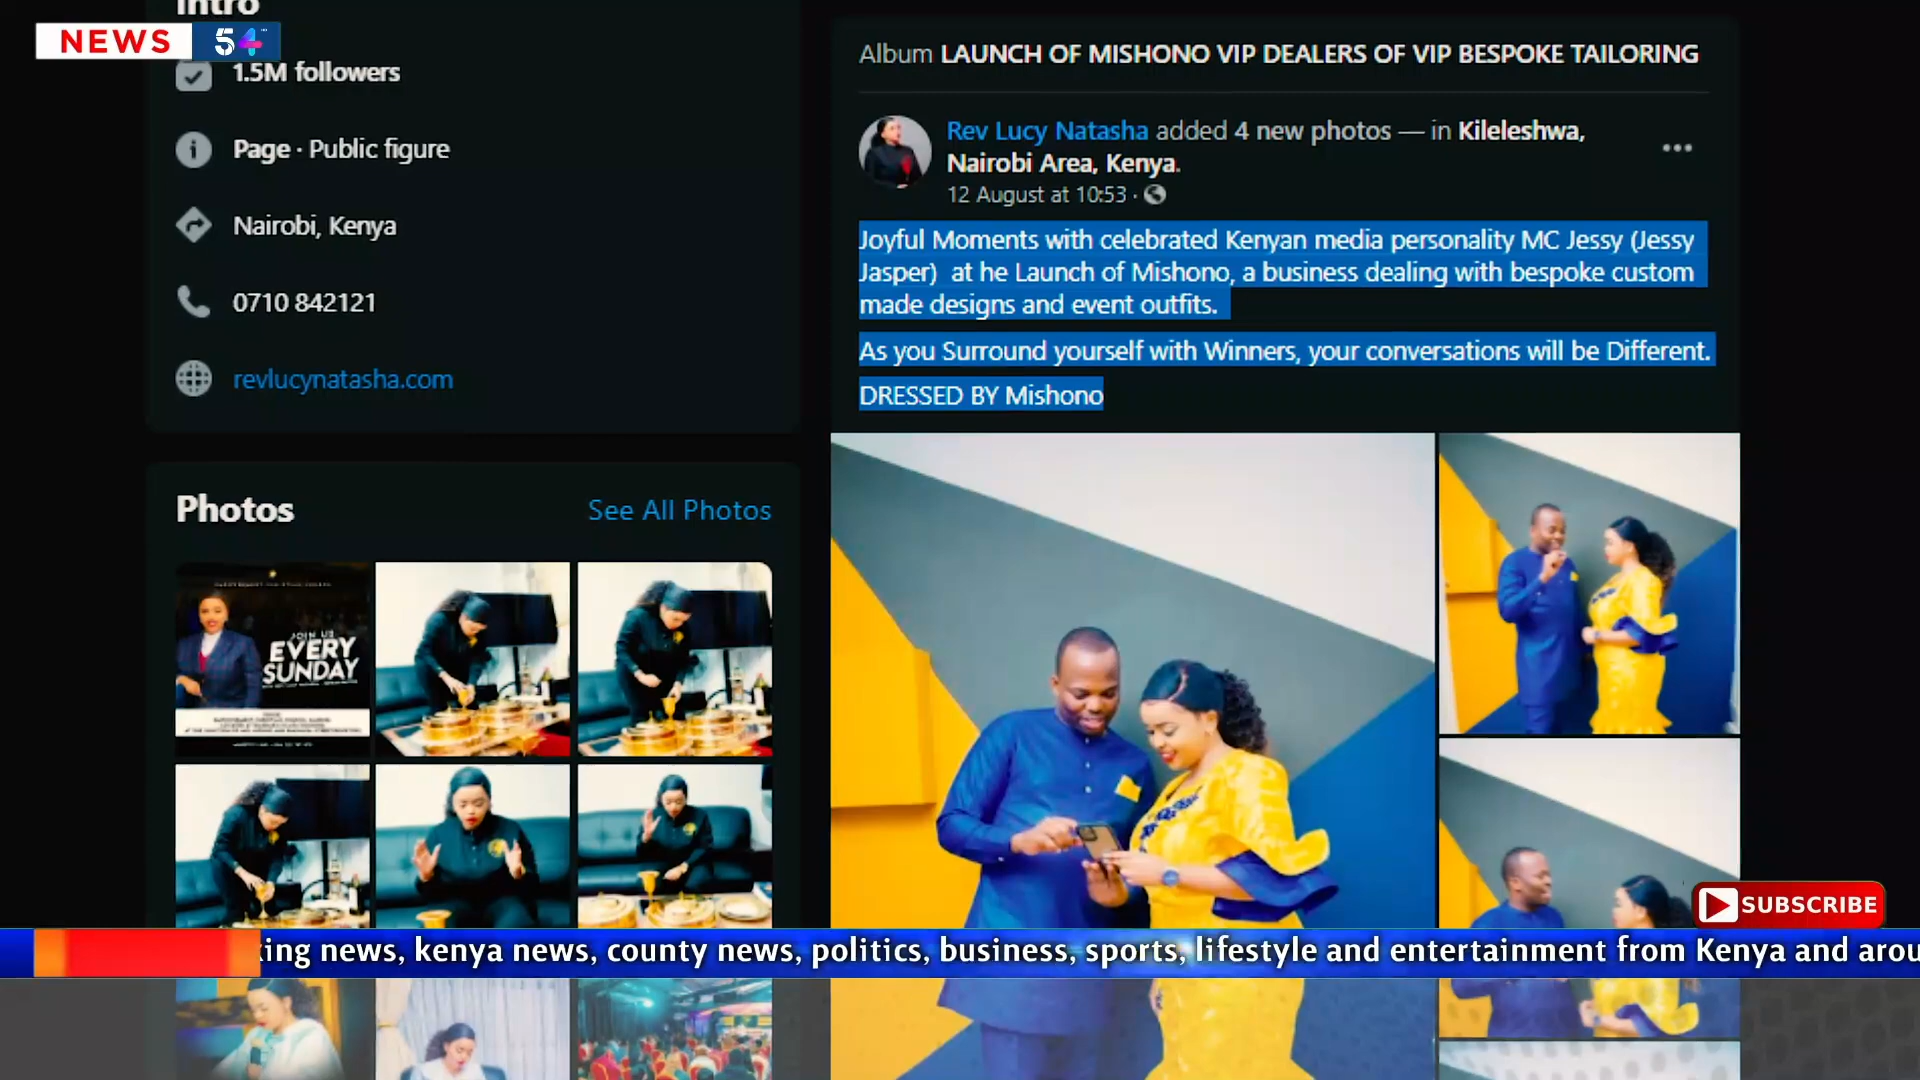 Intro
NEWS 54
1.5M followers
Page · Public figure
Nairobi, Kenya
0710 842121
revlucynatasha.com
Photos
See All Photos
JOIN US
EVERY
SUNDAY
Album LAUNCH OF MISHONO VIP DEALERS OF VIP BESPOKE TAILORING
Rev Lucy Natasha added 4 new photos — in Kileleshwa,
Nairobi Area, Kenya.
12 August at 10:53 ·
Joyful Moments with celebrated Kenyan media personality MC Jessy (Jessy
Jasper) at he Launch of Mishono, a business dealing with bespoke custom
made designs and event outfits.
As you Surround yourself with Winners, your conversations will be Different.
DRESSED BY Mishono
SUBSCRIBE
king news, kenya news, county news, politics, business, sports, lifestyle and entertainment from Kenya and arou